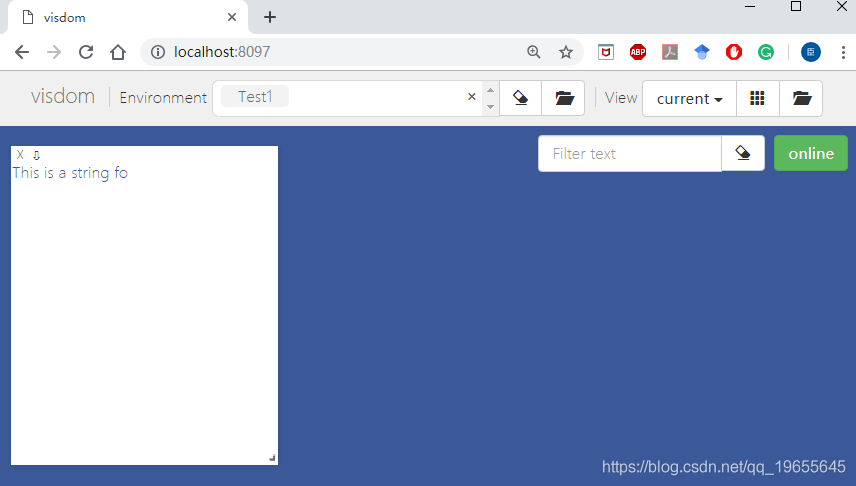 visdom
localhost:8097
ABP
visdom Environment Test1 View current
Filter text online
X
This is a string fo
https://blog.csdn.net/qq_19655645